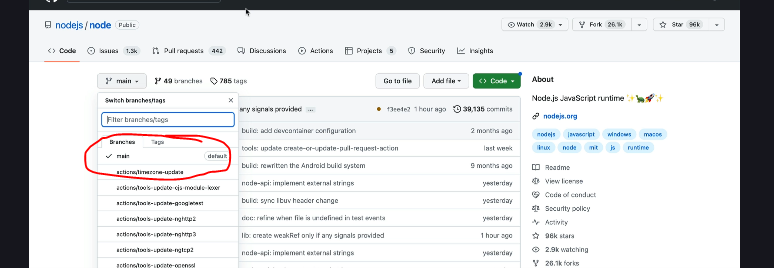 nodejs / node Public
Watch 2.9k Fork 26.1k Star 96k
Code Issues 1.3k Pull requests 442 Discussions Actions Projects 5 Security Insights
main 49 branches 785 tags Go to file Add file Code
Switch branches/tags
Filter branches/tags
Branches Tags
main default
actions/timezone-update
actions/tools-update-cjs-module-lexer
actions/tools-update-googletest
actions/tools-update-nghttp2
actions/tools-update-nghttp3
actions/tools-update-ngtcp2
actions/tools-update-openssl
any signals provided ... 1 hour ago 39,135 commits
build: add devcontainer configuration 2 months ago
tools: update create-or-update-pull-request-action last week
build: rewritten the Android build system 9 months ago
node-api: implement external strings yesterday
build: sync libuv header change yesterday
doc: refine when file is undefined in test events yesterday
lib: create weakRef only if any signals provided 1 hour ago
node-api: implement external strings yesterday
About
Node.js JavaScript runtime ✨🐢🚀✨
nodejs.org
nodejs javascript windows macos
linux node mit js runtime
Readme
View license
Code of conduct
Security policy
Activity
96k stars
2.9k watching
26.1k forks